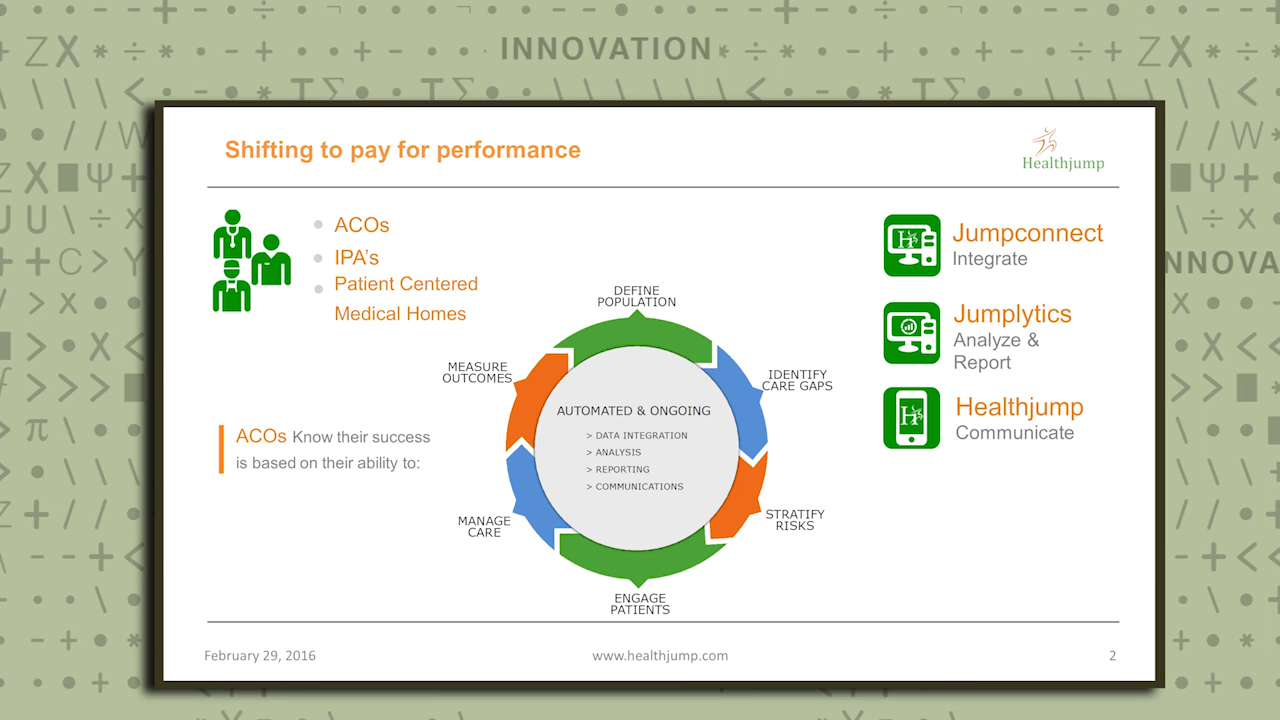 INNOVATION
Shifting to pay for performance
Healthjump
ACOs
IPA's
Patient Centered
Medical Homes
ACOs Know their success
is based on their ability to:
DEFINE
POPULATION
IDENTIFY
CARE GAPS
STRATIFY
RISKS
ENGAGE
PATIENTS
MANAGE
CARE
MEASURE
OUTCOMES
AUTOMATED & ONGOING
> DATA INTEGRATION
> ANALYSIS
> REPORTING
> COMMUNICATIONS
Jumpconnect
Integrate
Jumplytics
Analyze &
Report
Healthjump
Communicate
NNOVA
February 29, 2016
www.healthjump.com
2